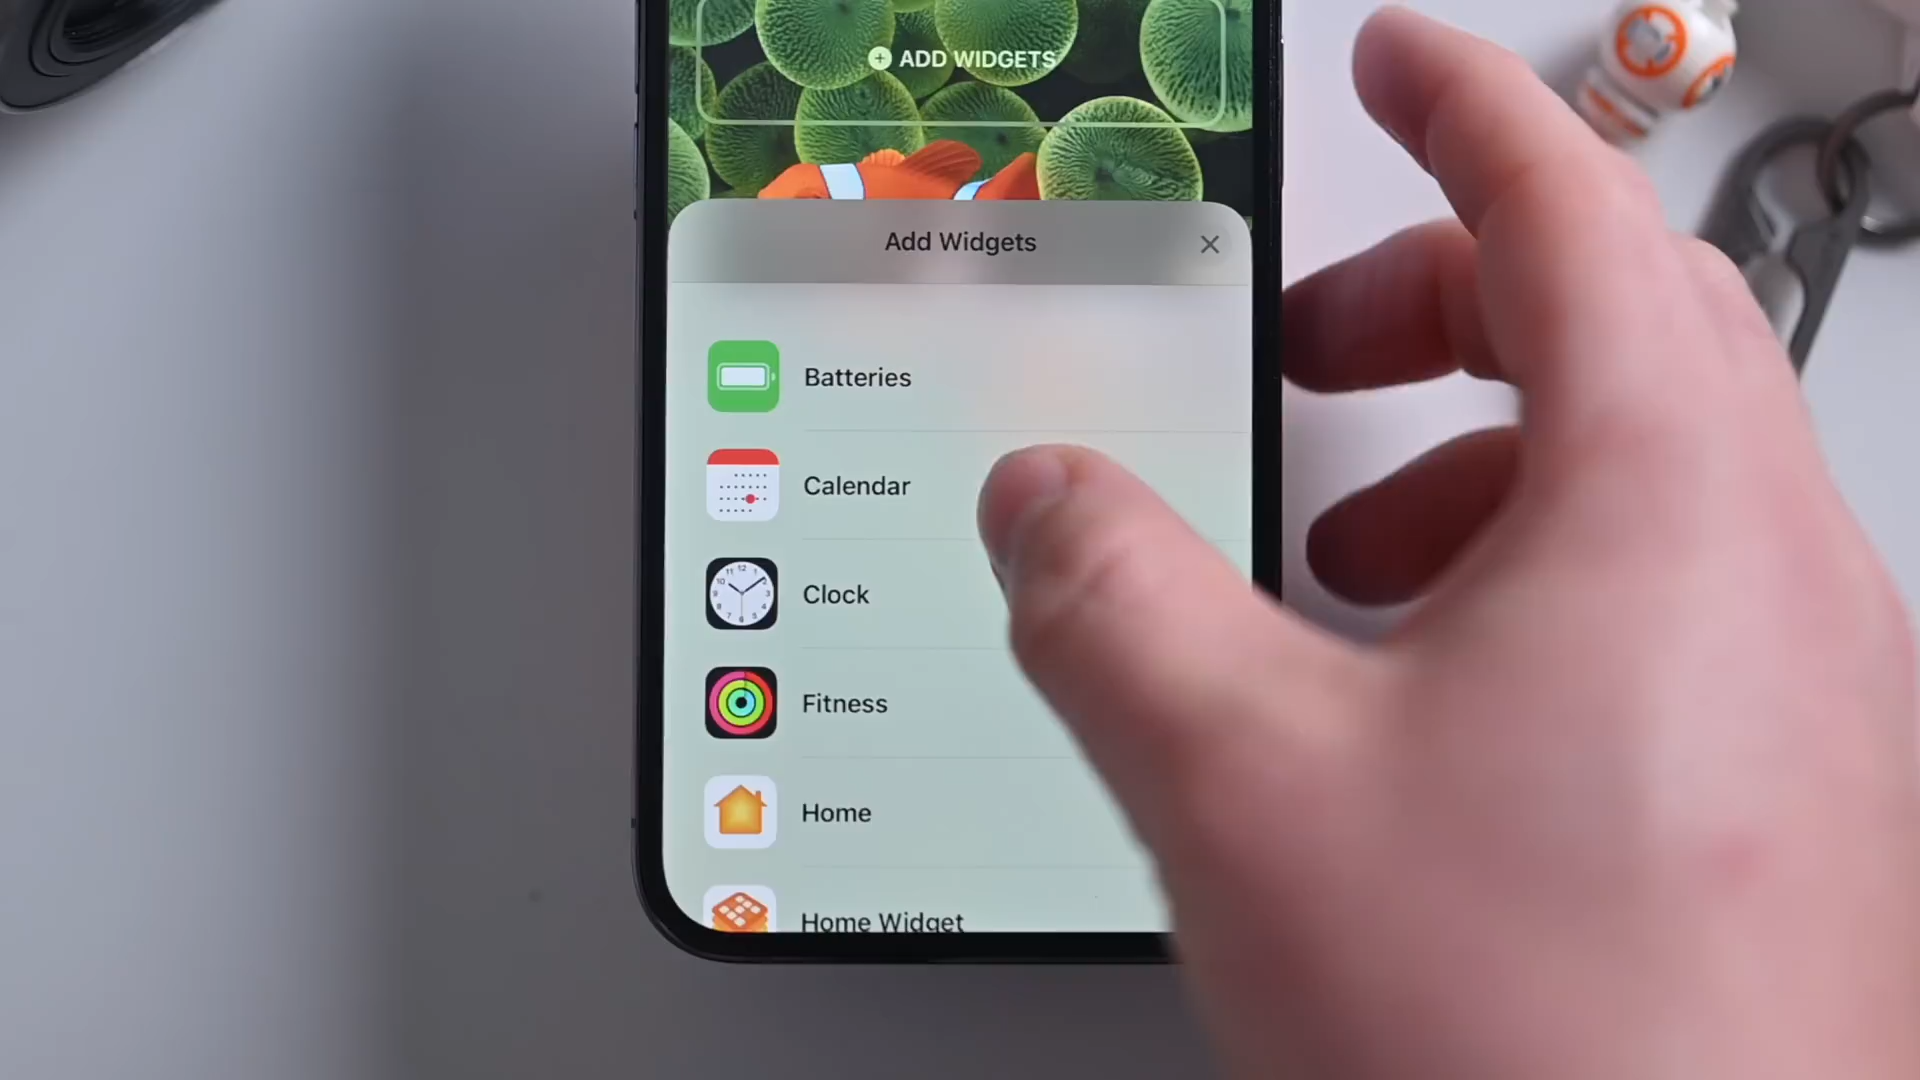 ADD WIDGETS
Add Widgets
Batteries
Calendar
Clock
Fitness
Home
Home Widget